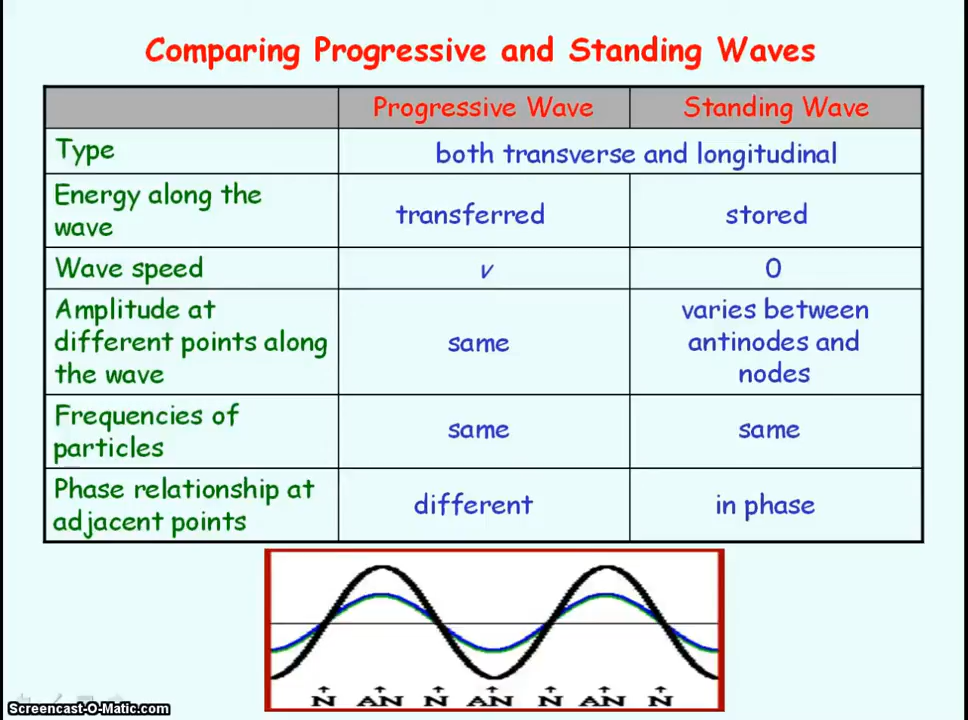 Comparing Progressive and Standing Waves
Progressive Wave
Standing Wave
Type
both transverse and longitudinal
Energy along the
wave
transferred
stored
Wave speed
v
0
Amplitude at
different points along
the wave
same
varies between
antinodes and
nodes
Frequencies of
particles
same
same
Phase relationship at
adjacent points
different
in phase
N AN N AN N AN N
Screencast-O-Matic.com